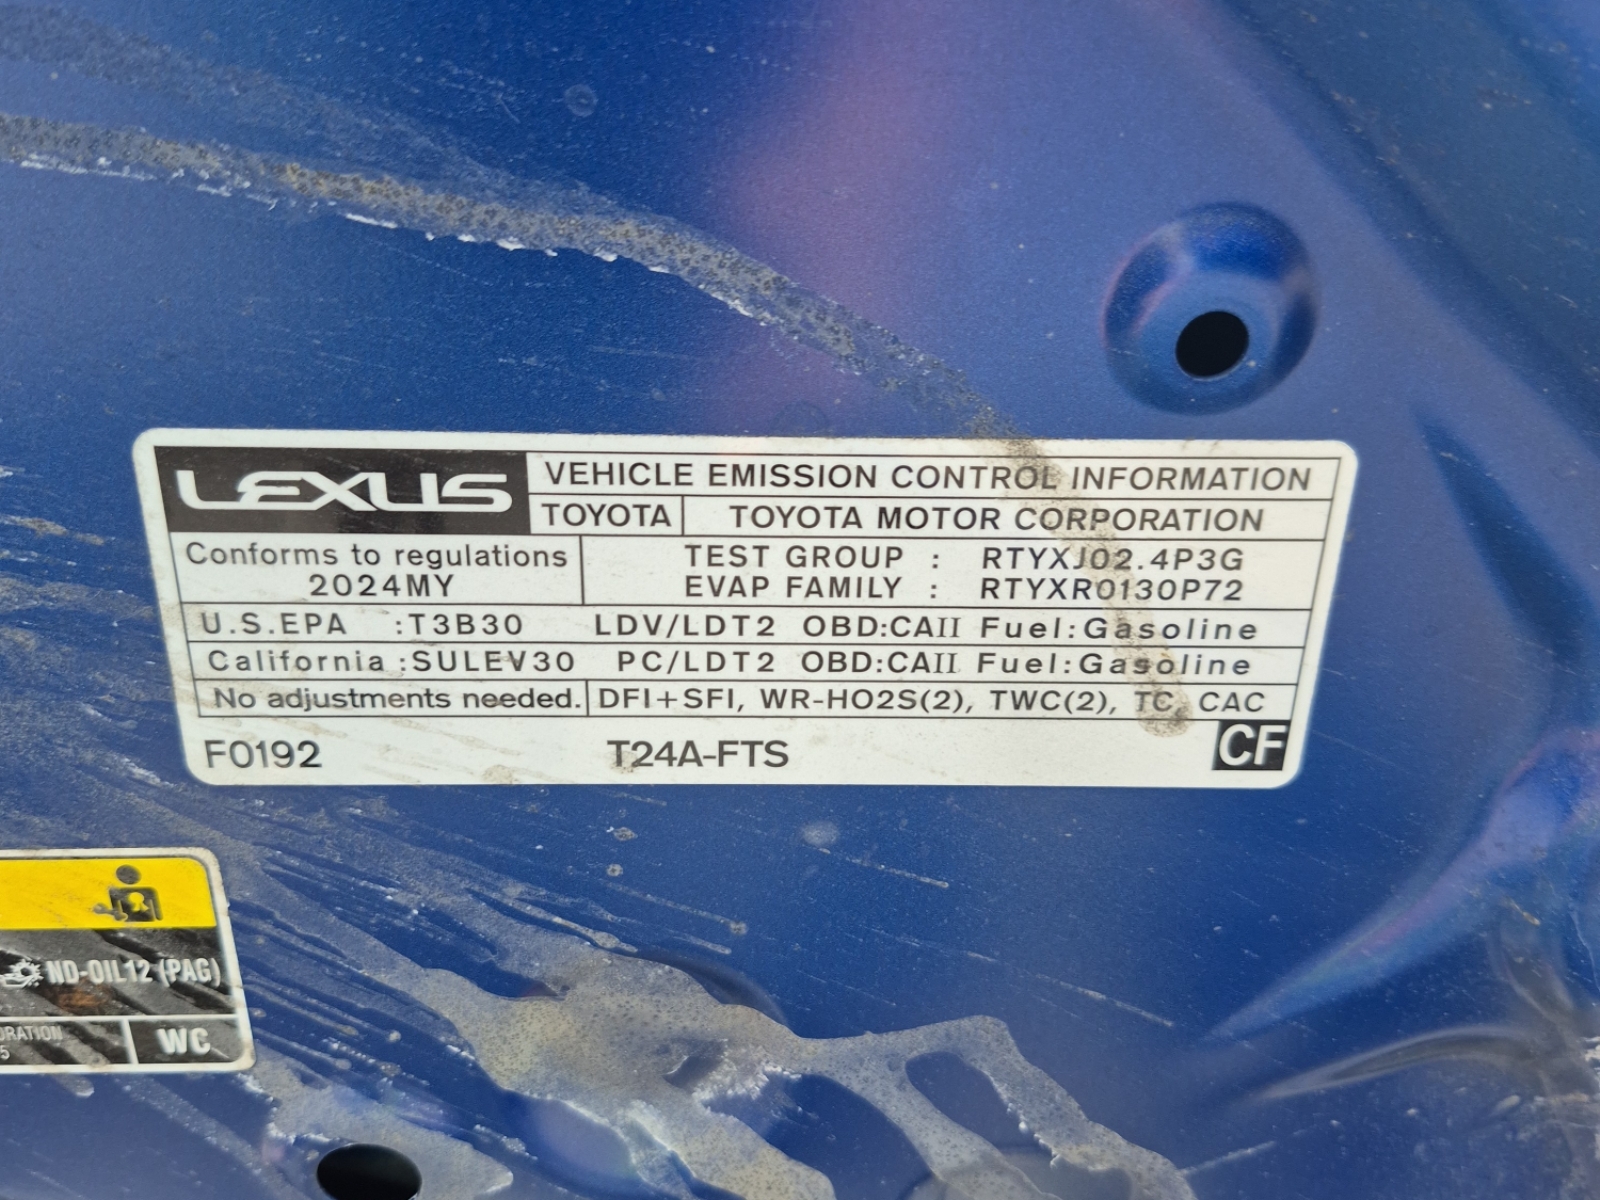 LEXUS
VEHICLE EMISSION CONTROL INFORMATION
TOYOTA TOYOTA MOTOR CORPORATION
Conforms to regulations
2024MY
TEST GROUP : RTYXJ02.4P3G
EVAP FAMILY : RTYXR0130P72
U.S.EPA :T3B30 LDV/LDT2 OBD:CAII Fuel:Gasoline
California :SULEV30 PC/LDT2 OBD:CAII Fuel:Gasoline
No adjustments needed. DFI+SFI, WR-HO2S(2), TWC(2), TC, CAC
F0192 T24A-FTS CF
ND-OIL12 (PAG)
ORATION
5
WC